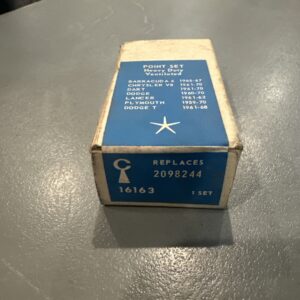 POINT SET
Heavy Duty
Ventilated
BARRACUDA 6 1965-67
CHRYSLER V8 1961-70
DART 1961-70
DODGE 1960-70
LANCER 1961-62
PLYMOUTH 1959-70
DODGE T 1961-68
REPLACES
2098244
16163
1 SET